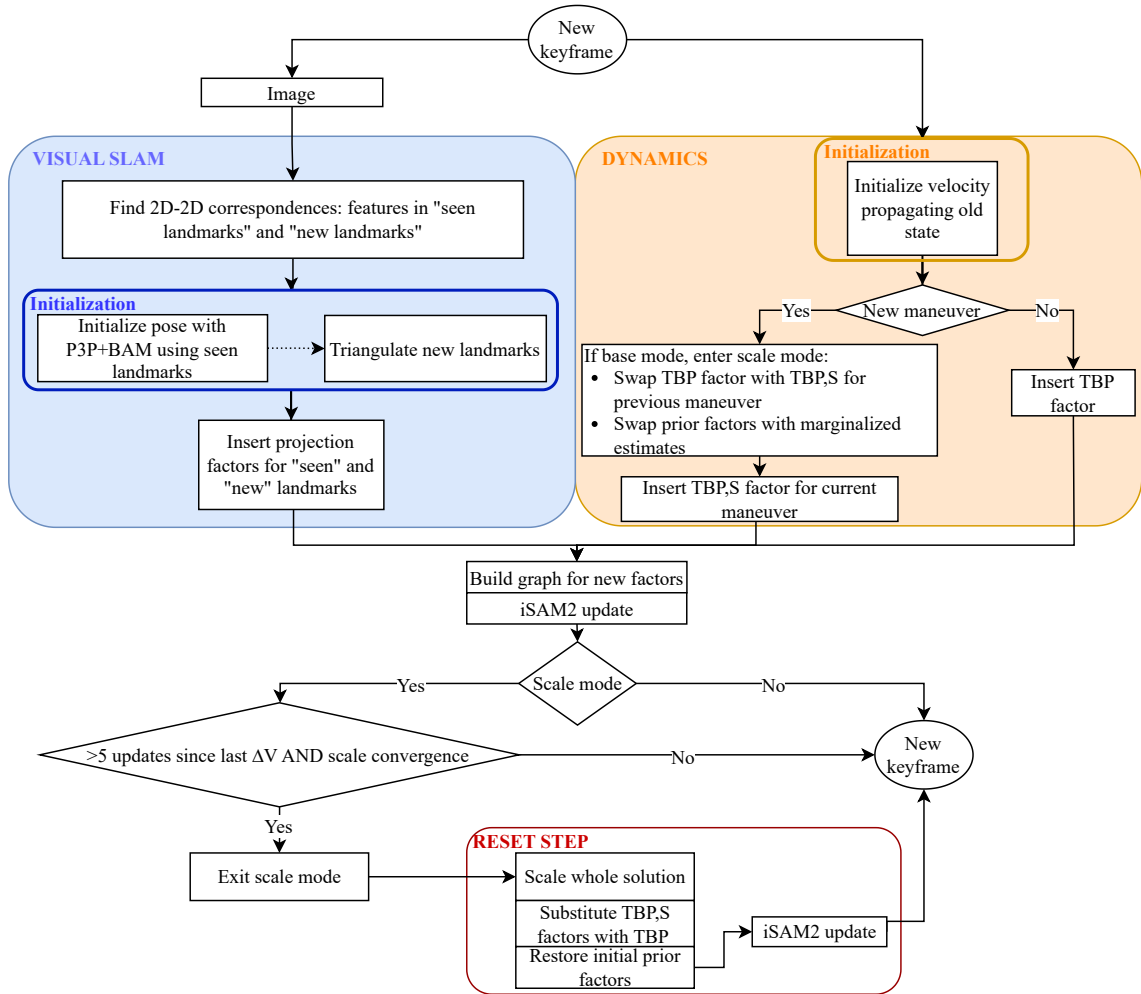 New
keyframe
Image
VISUAL SLAM
Find 2D-2D correspondences: features in "seen
landmarks" and "new landmarks"
Initialization
Initialize pose with
P3P+BAM using seen
landmarks
Triangulate new landmarks
Insert projection
factors for "seen" and
"new" landmarks
DYNAMICS
Initialization
Initialize velocity
propagating old
state
Yes
New maneuver
No
If base mode, enter scale mode:
• Swap TBP factor with TBP,S for
previous maneuver
• Swap prior factors with marginalized
estimates
Insert TBP
factor
Insert TBP,S factor for current
maneuver
Build graph for new factors
iSAM2 update
Yes
Scale mode
No
>5 updates since last ΔV AND scale convergence
No
New
keyframe
Yes
Exit scale mode
RESET STEP
Scale whole solution
Substitute TBP,S
factors with TBP
Restore initial prior
factors
iSAM2 update